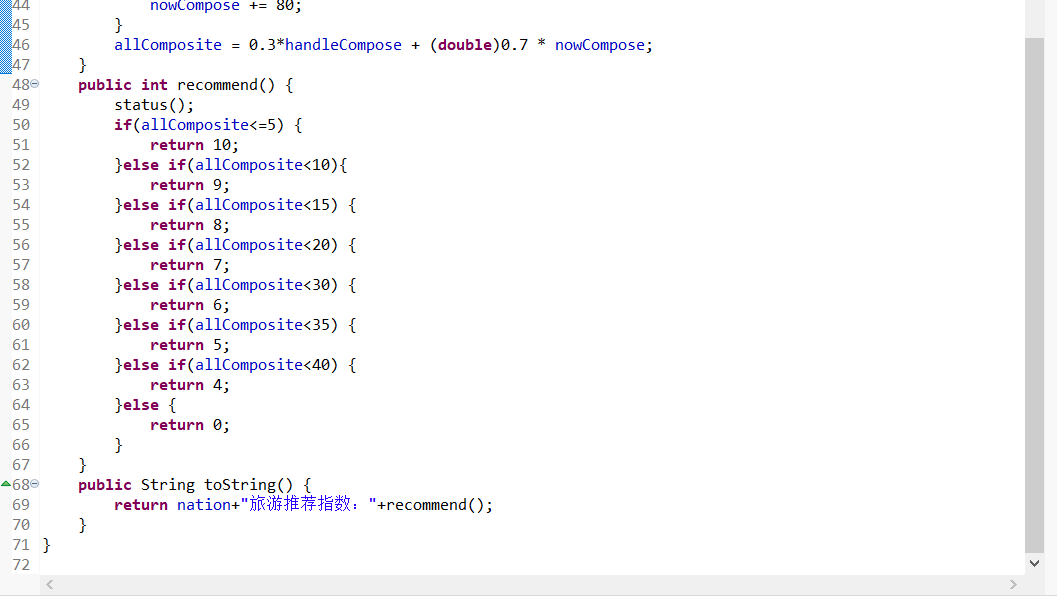 44 nowCompose += 80;
45 }
46 allComposite = 0.3*handleCompose + (double)0.7 * nowCompose;
47 }
48 public int recommend() {
49 status();
50 if(allComposite<=5) {
51 return 10;
52 }else if(allComposite<10){
53 return 9;
54 }else if(allComposite<15) {
55 return 8;
56 }else if(allComposite<20) {
57 return 7;
58 }else if(allComposite<30) {
59 return 6;
60 }else if(allComposite<35) {
61 return 5;
62 }else if(allComposite<40) {
63 return 4;
64 }else {
65 return 0;
66 }
67 }
68 public String toString() {
69 return nation+"旅游推荐指数："+recommend();
70 }
71 }
72